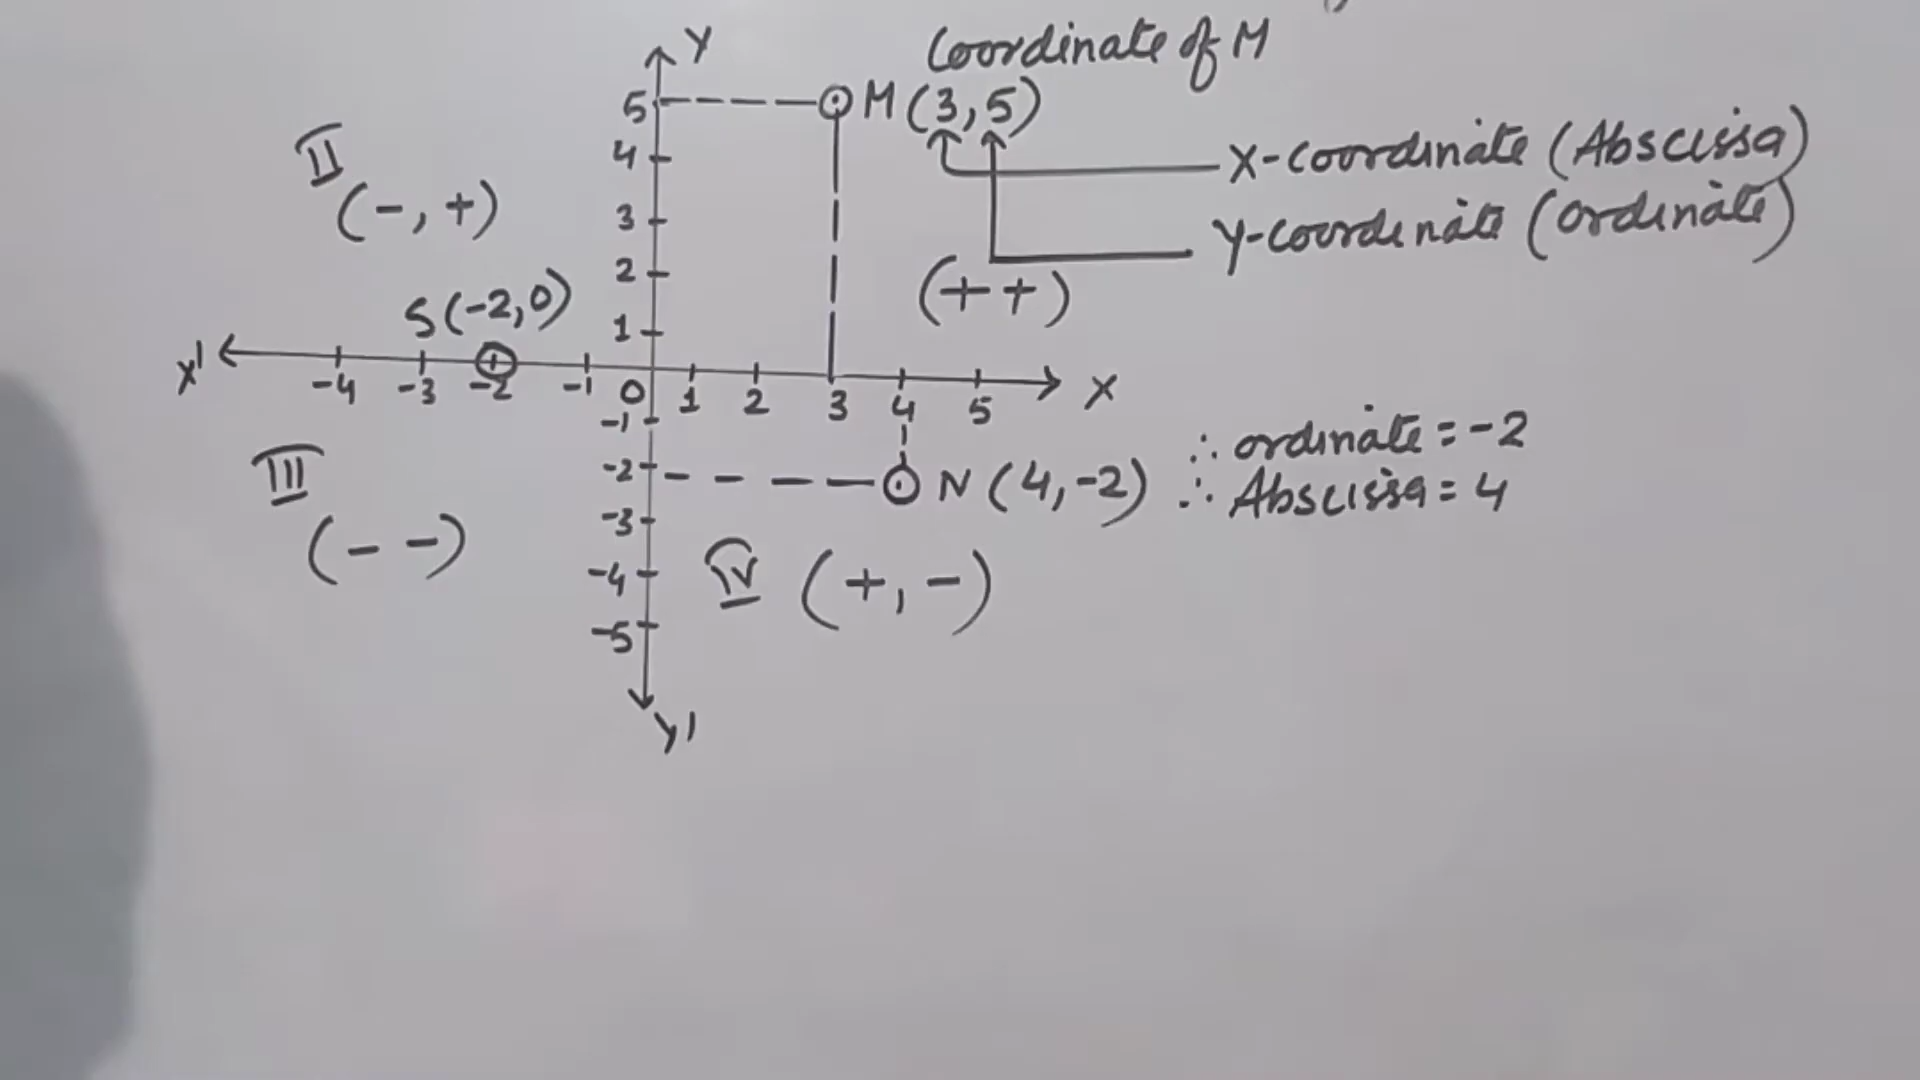 Y
Coordinate of M
5
M (3,5)
X-coordinate (Abscissa)
4
II
(-, +)
3
Y-coordinate (ordinate)
2
(+ +)
S(-2,0)
1
X'
-4 -3 -2 -1 0 1 2 3 4 5
X
-1
∴ ordinate = -2
III
-2
N (4,-2)
∴ Abscissa = 4
-3
(- -)
-4
IV (+, -)
-5
Y'